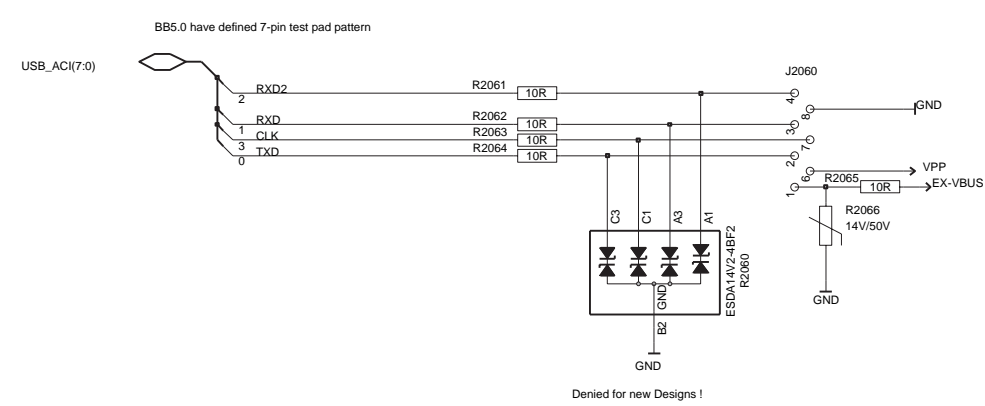 BB5.0 have defined 7-pin test pad pattern
USB_ACI(7:0)
J2060
RXD2
2
R2061
10R
4
GND
8
RXD
1
R2062
10R
3
CLK
3
R2063
10R
7
TXD
0
R2064
10R
2
VPP
6
R2065
10R
EX-VBUS
1
R2066
14V/50V
GND
C3
C1
A3
A1
ESDA14V2-4BF2
R2060
GND
B2
GND
Denied for new Designs !